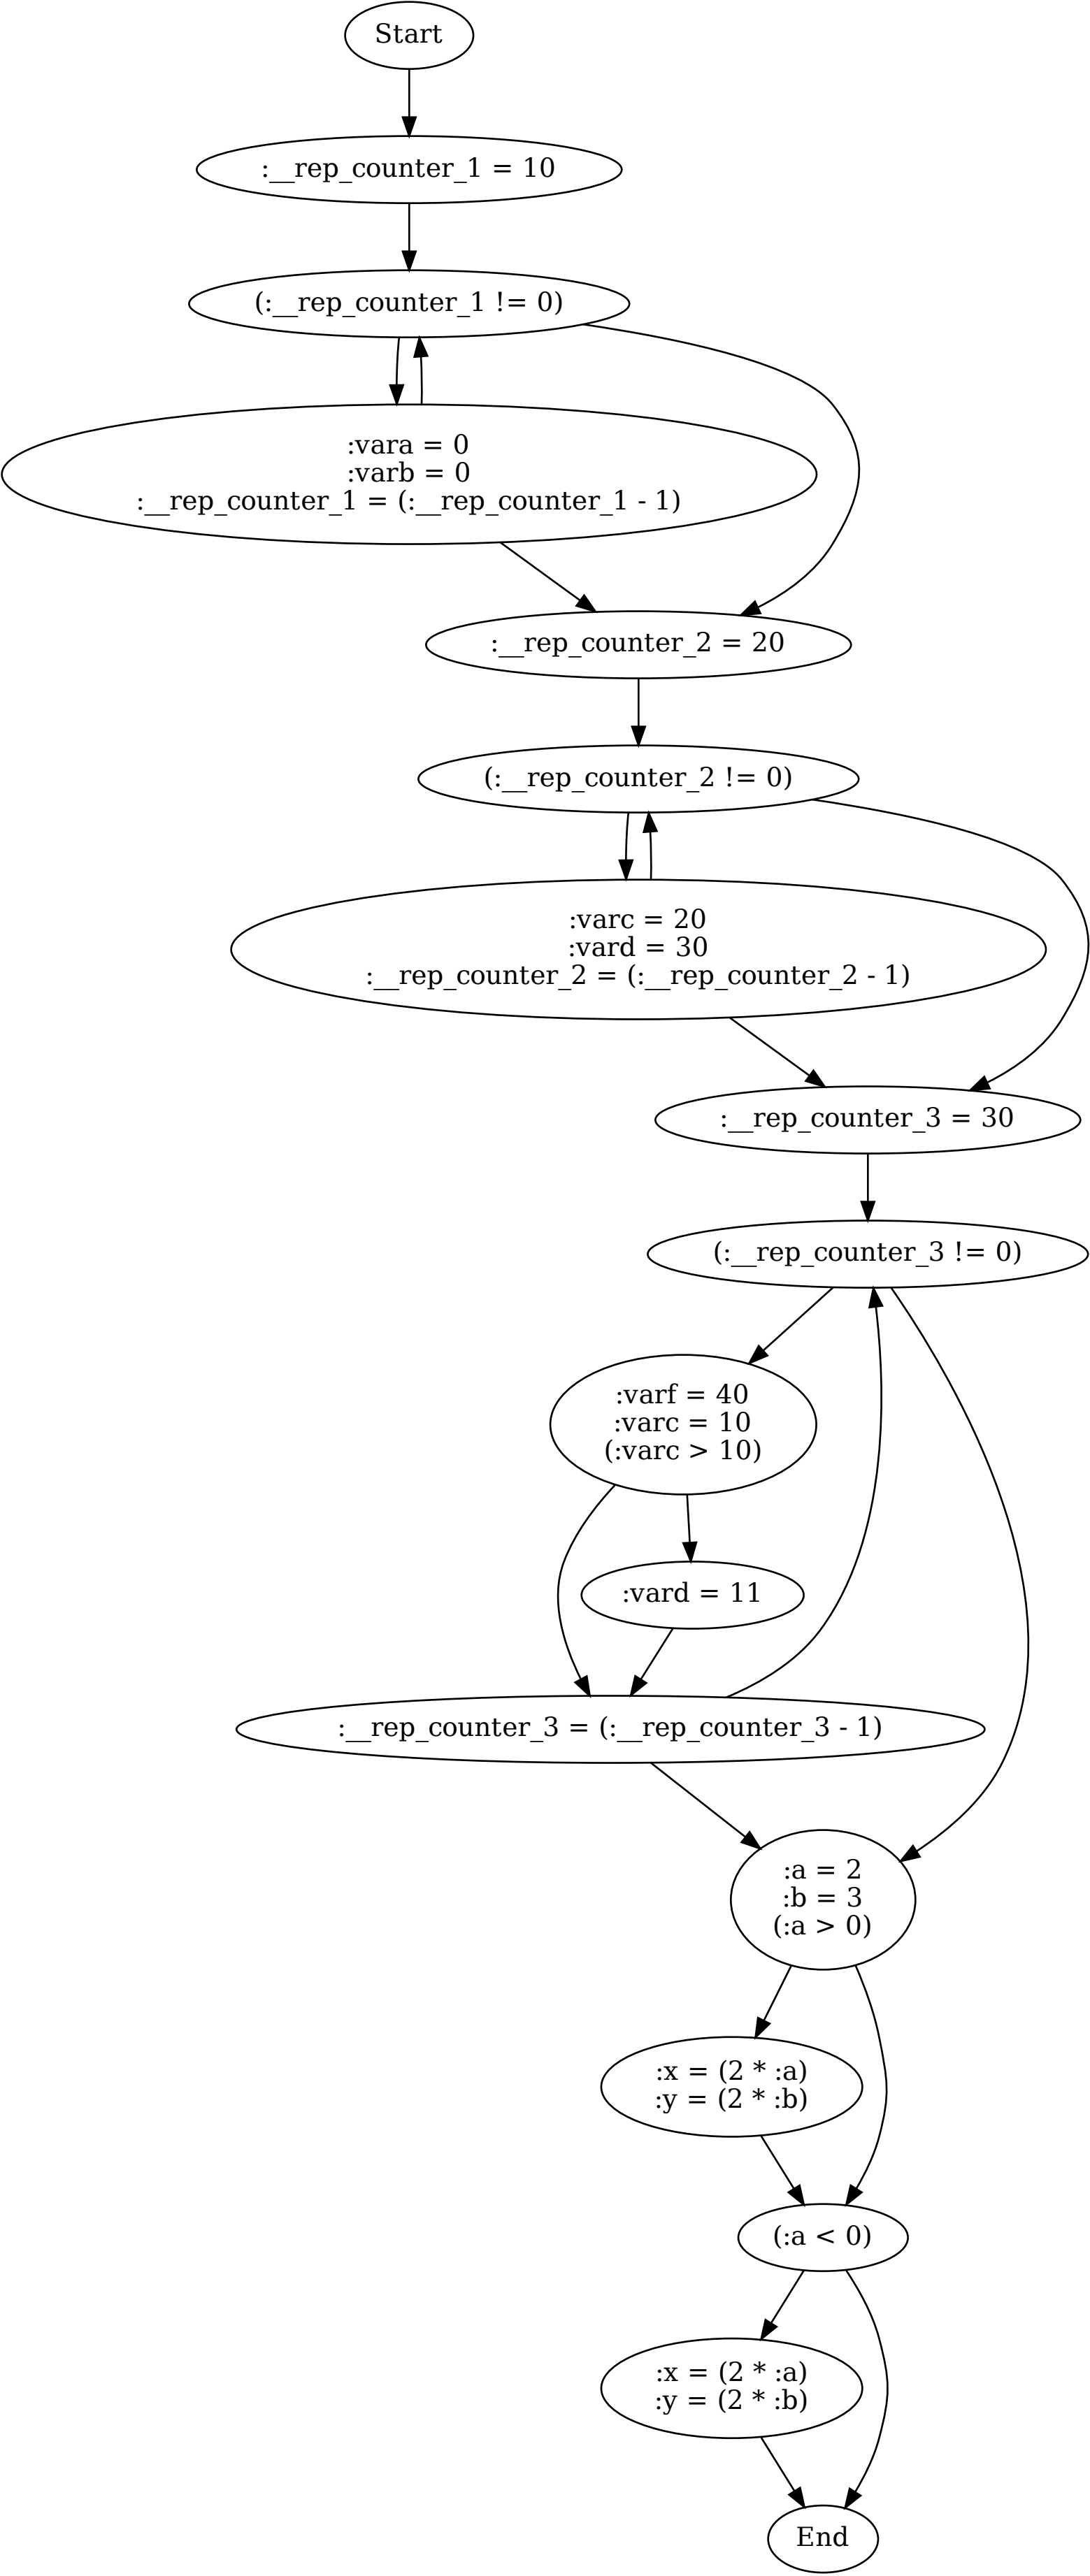 Start
:__rep_counter_1 = 10
(:__rep_counter_1 != 0)
:vara = 0
:varb = 0
:__rep_counter_1 = (:__rep_counter_1 - 1)
:__rep_counter_2 = 20
(:__rep_counter_2 != 0)
:varc = 20
:vard = 30
:__rep_counter_2 = (:__rep_counter_2 - 1)
:__rep_counter_3 = 30
(:__rep_counter_3 != 0)
:varf = 40
:varc = 10
(:varc > 10)
:vard = 11
:__rep_counter_3 = (:__rep_counter_3 - 1)
:a = 2
:b = 3
(:a > 0)
:x = (2 * :a)
:y = (2 * :b)
(:a < 0)
:x = (2 * :a)
:y = (2 * :b)
End